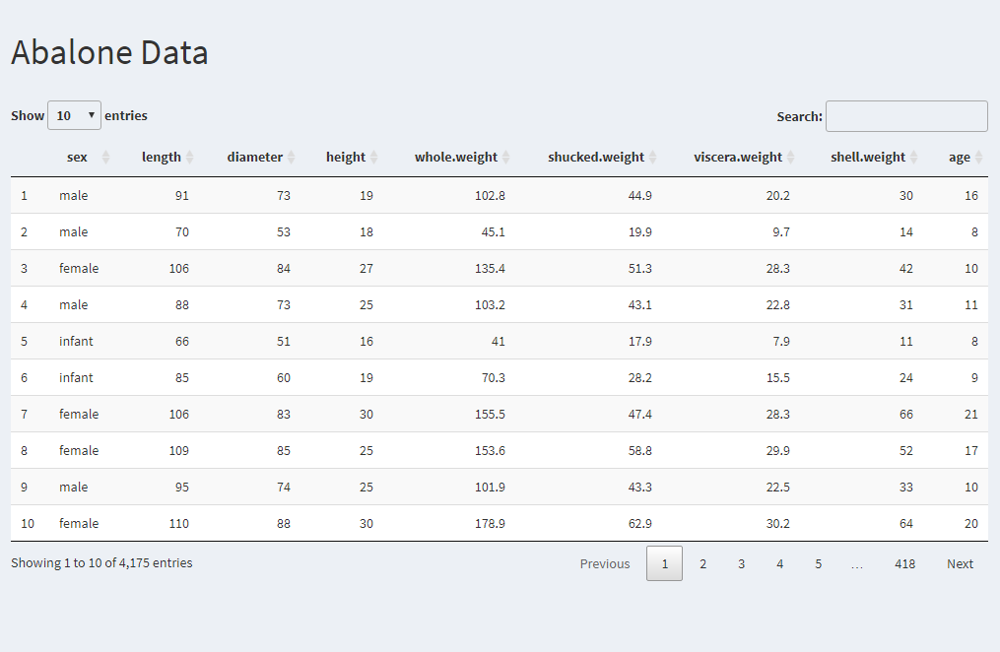 Abalone Data
Show 10 entries Search:
sex length diameter height whole.weight shucked.weight viscera.weight shell.weight age
1 male 91 73 19 102.8 44.9 20.2 30 16
2 male 70 53 18 45.1 19.9 9.7 14 8
3 female 106 84 27 135.4 51.3 28.3 42 10
4 male 88 73 25 103.2 43.1 22.8 31 11
5 infant 66 51 16 41 17.9 7.9 11 8
6 infant 85 60 19 70.3 28.2 15.5 24 9
7 female 106 83 30 155.5 47.4 28.3 66 21
8 female 109 85 25 153.6 58.8 29.9 52 17
9 male 95 74 25 101.9 43.3 22.5 33 10
10 female 110 88 30 178.9 62.9 30.2 64 20
Showing 1 to 10 of 4,175 entries Previous 1 2 3 4 5 … 418 Next